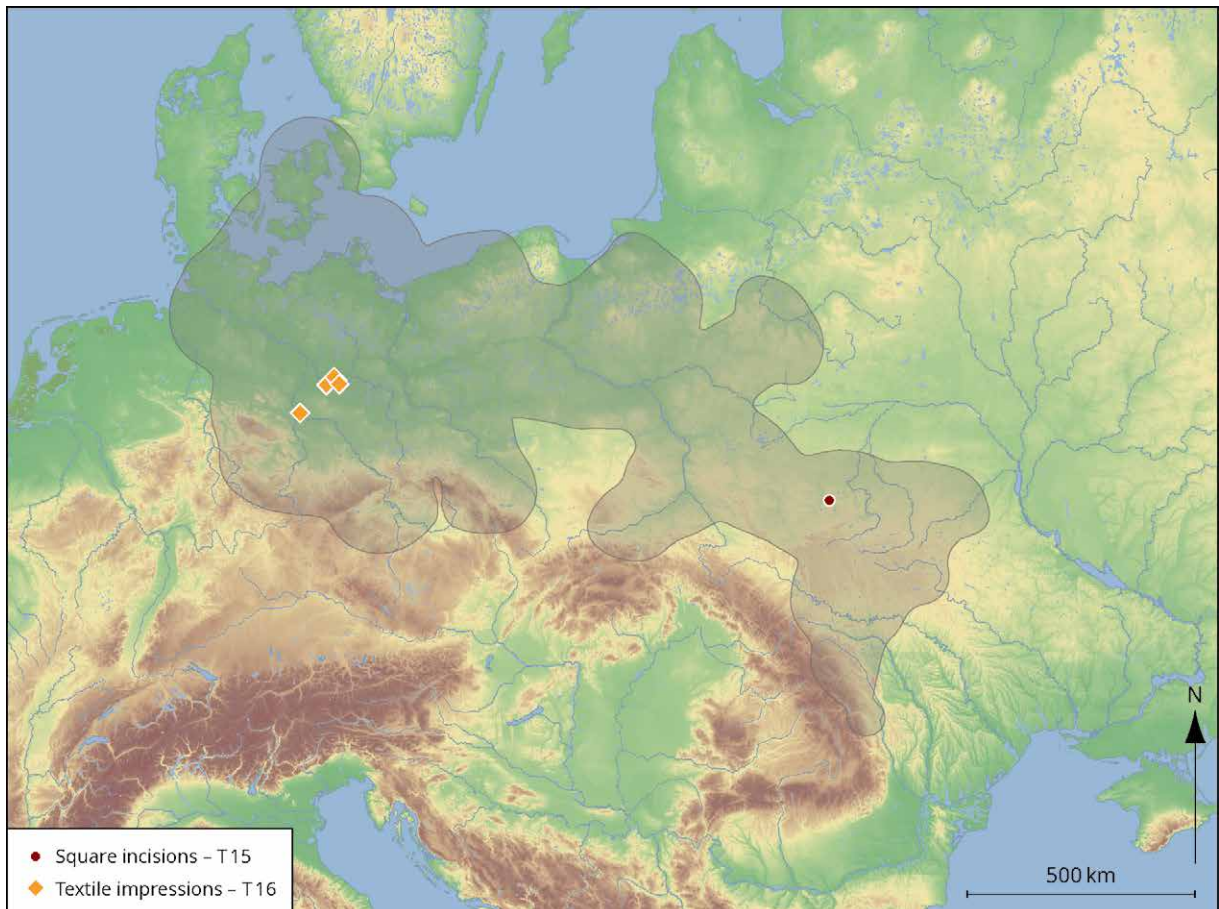 N
500 km
Square incisions – T15
Textile impressions – T16